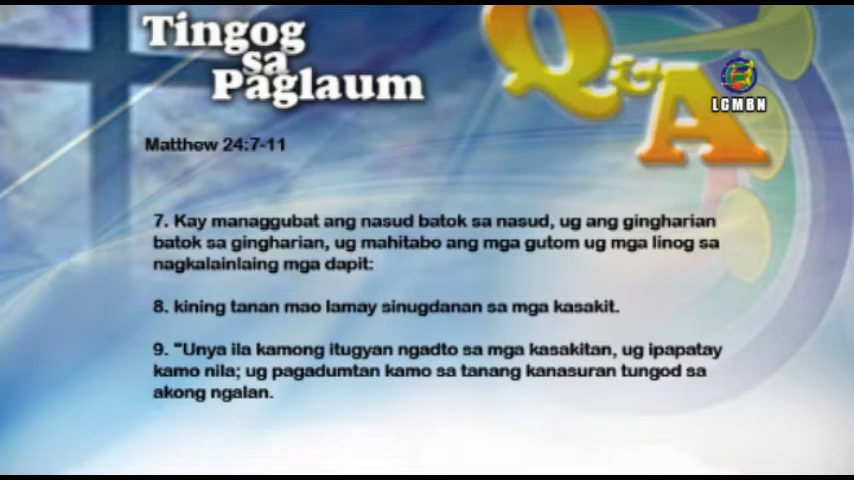 Tingog
sa
Paglaum
Q & A
LGMBN
Matthew 24:7-11
7. Kay managgubat ang nasud batok sa nasud, ug ang gingharian
batok sa gingharian, ug mahitabo ang mga gutom ug mga linog sa
nagkalainlaing mga dapit:
8. kining tanan mao lamay sinugdanan sa mga kasakit.
9. "Unya ila kamong itugyan ngadto sa mga kasakitan, ug ipapatay
kamo nila; ug pagadumtan kamo sa tanang kanasuran tungod sa
akong ngalan.